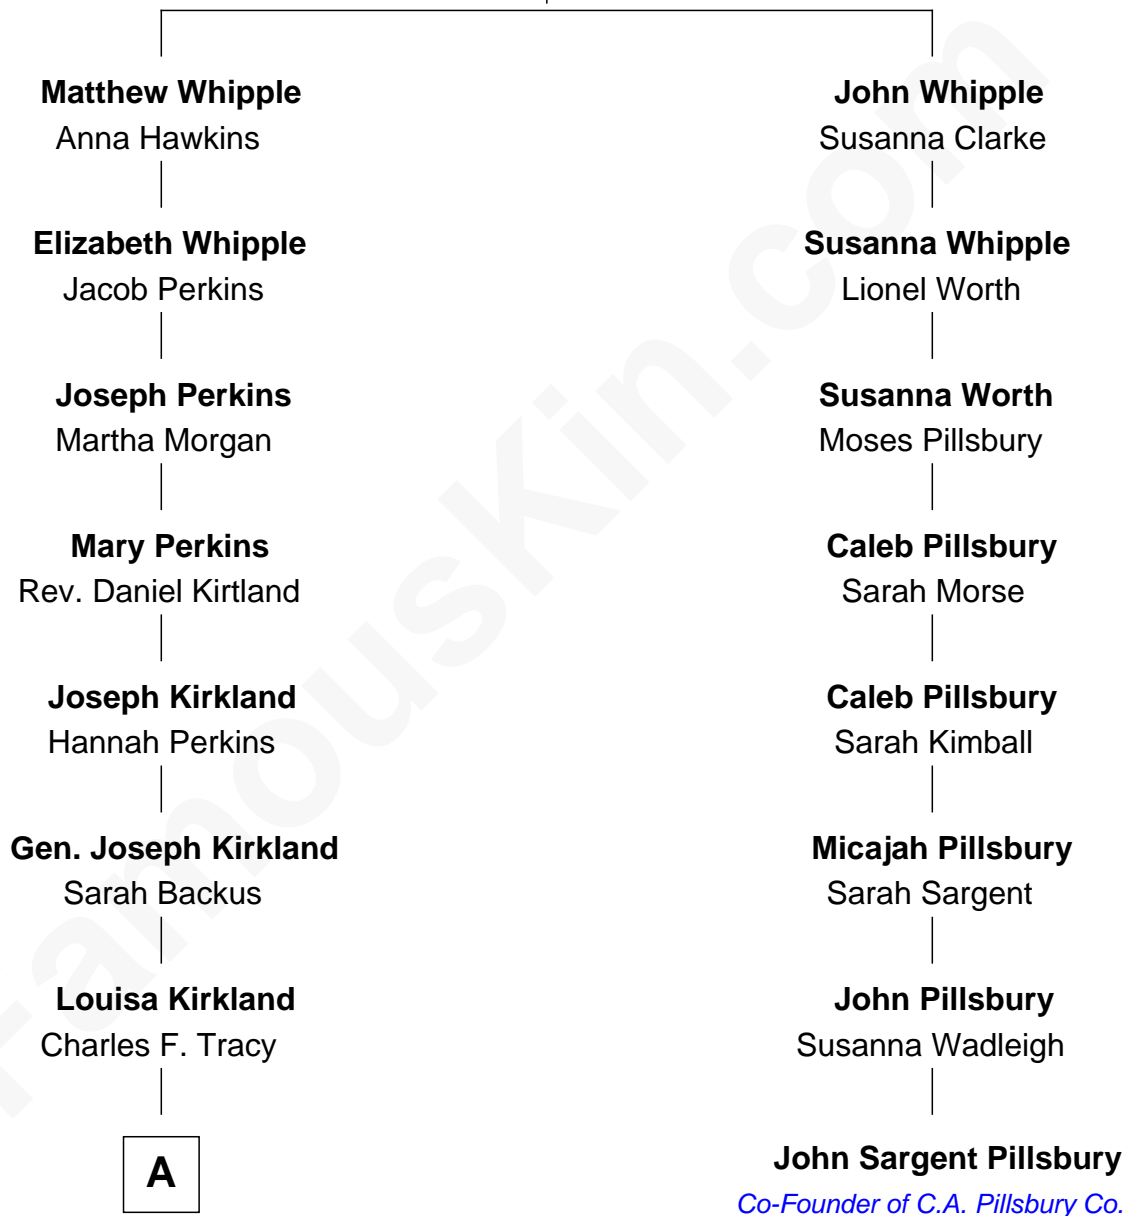 Matthew Whipple
Anna Hawkins
John Whipple
Susanna Clarke
Elizabeth Whipple
Jacob Perkins
Susanna Whipple
Lionel Worth
Joseph Perkins
Martha Morgan
Susanna Worth
Moses Pillsbury
Mary Perkins
Rev. Daniel Kirtland
Caleb Pillsbury
Sarah Morse
Joseph Kirkland
Hannah Perkins
Caleb Pillsbury
Sarah Kimball
Gen. Joseph Kirkland
Sarah Backus
Micajah Pillsbury
Sarah Sargent
Louisa Kirkland
Charles F. Tracy
John Pillsbury
Susanna Wadleigh
A
John Sargent Pillsbury
Co-Founder of C.A. Pillsbury Co.
FamousKin.com